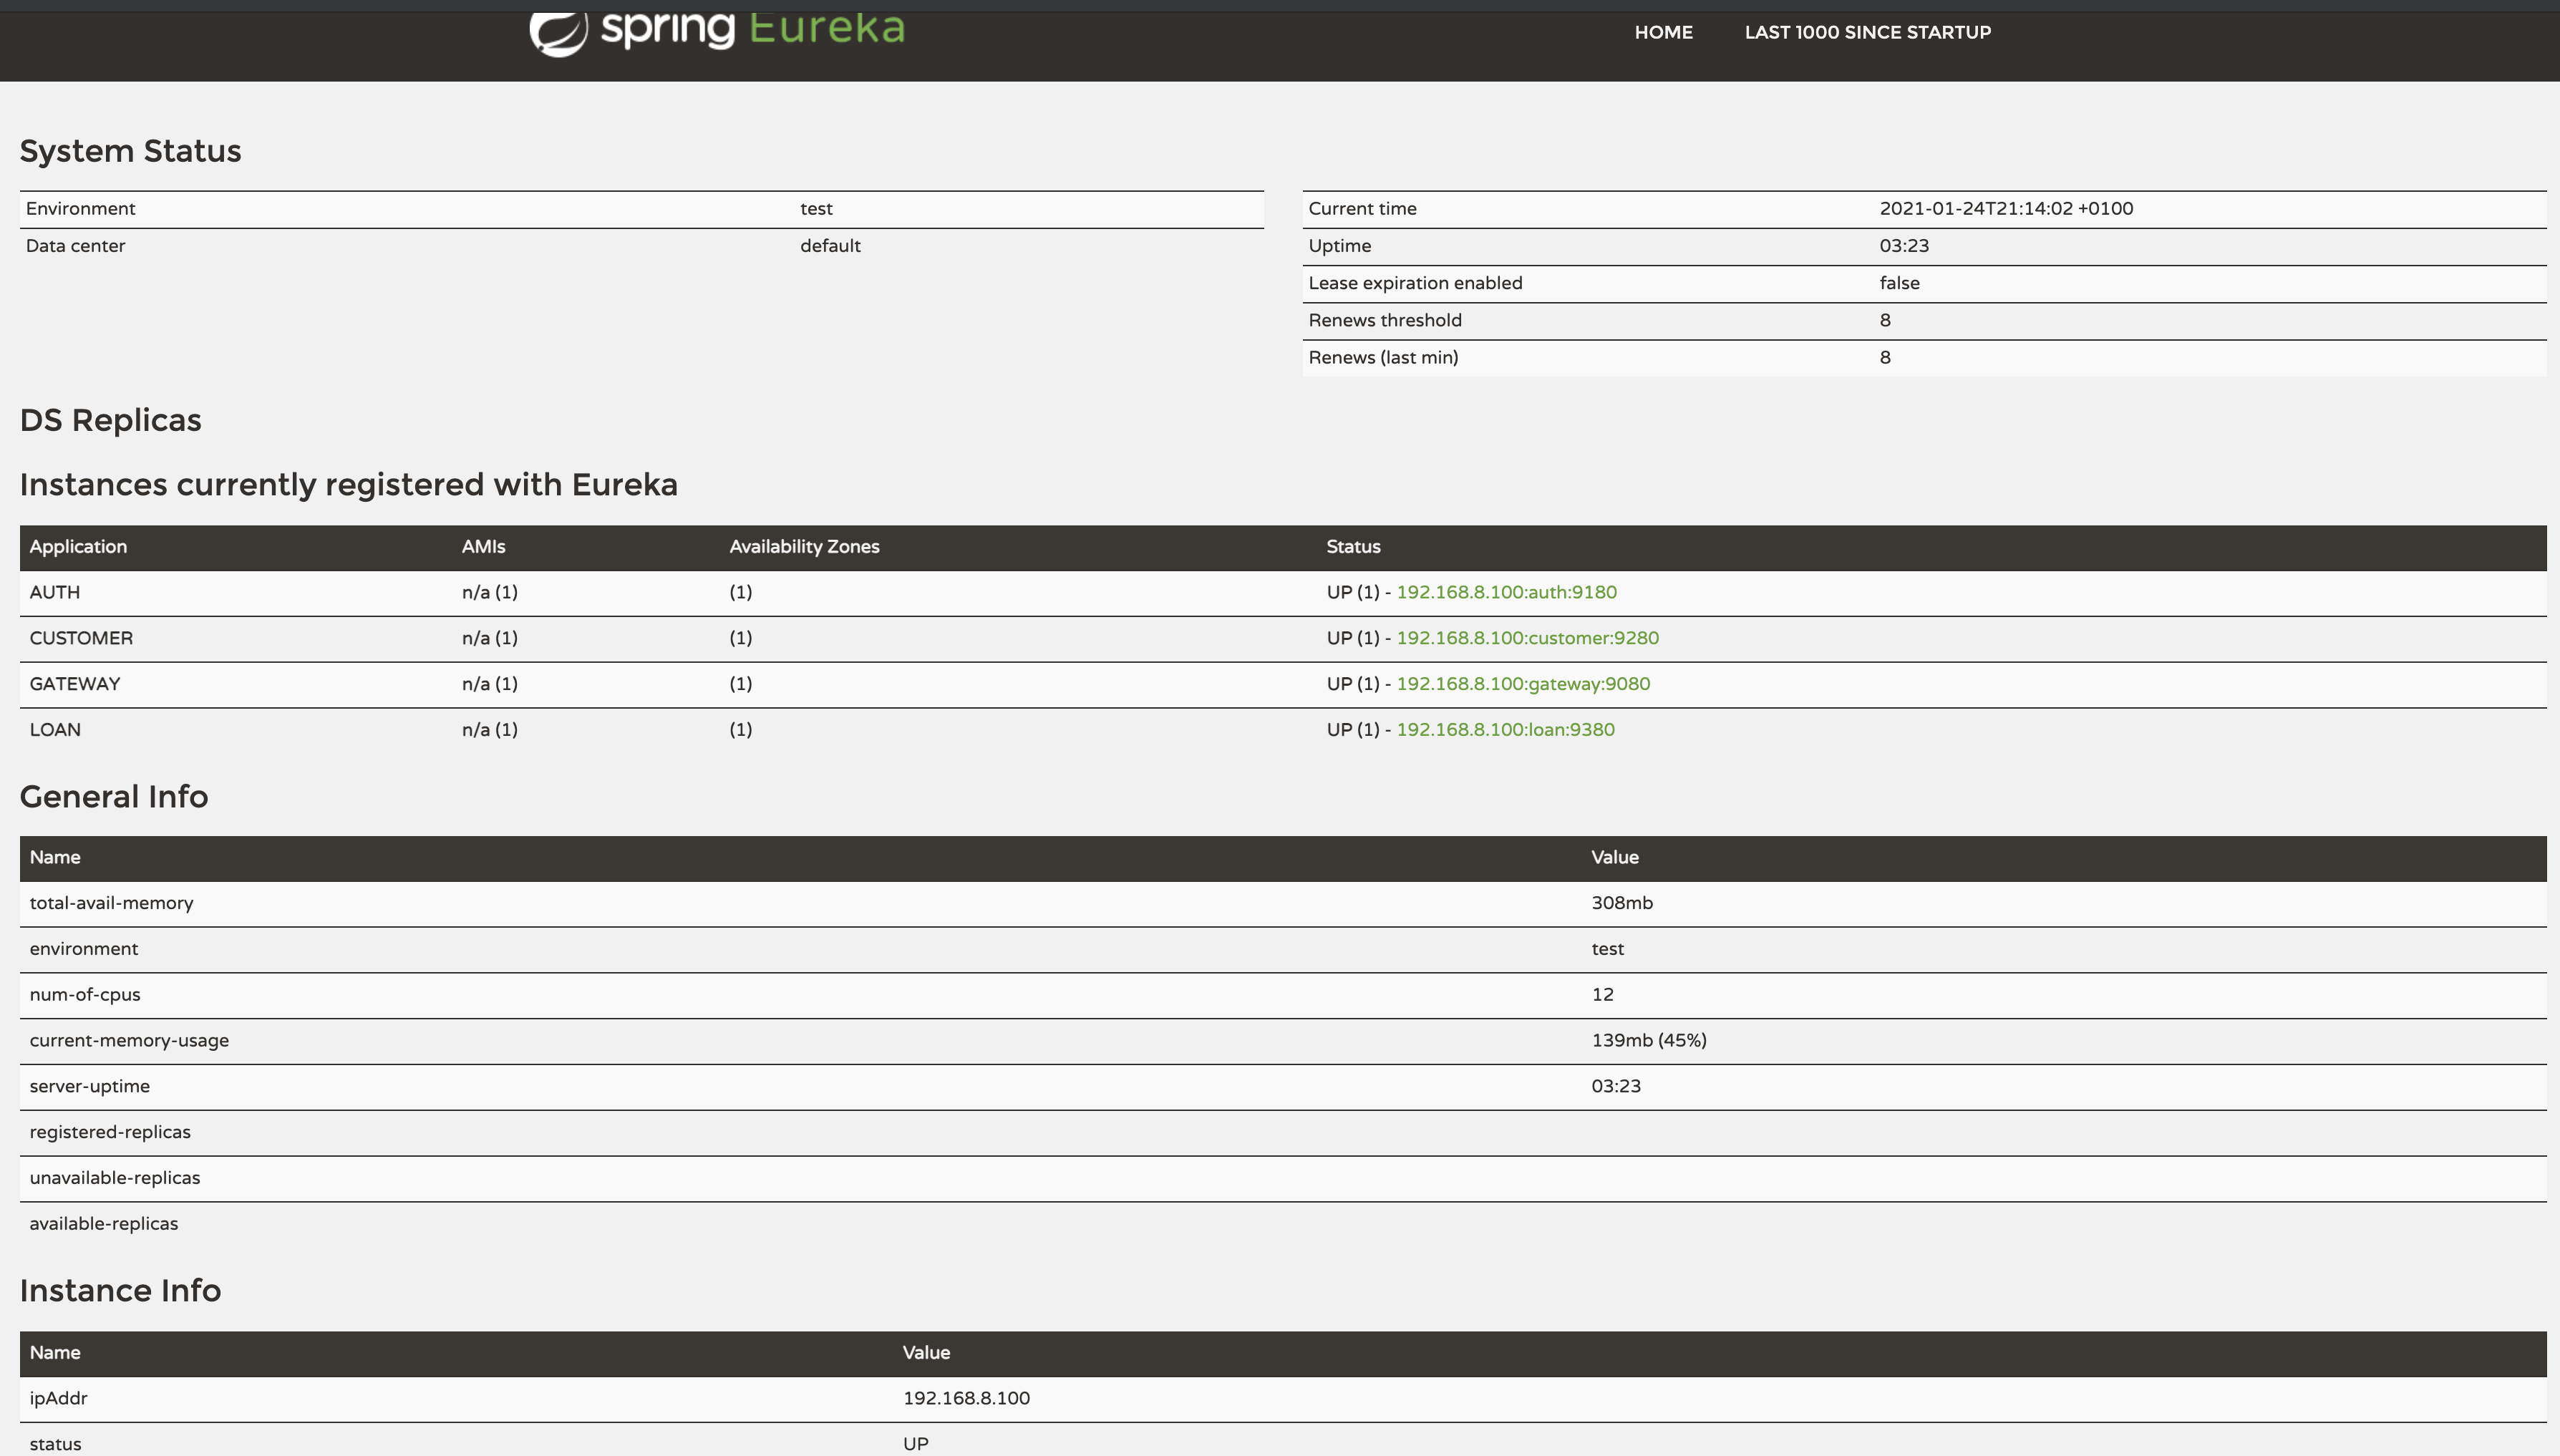 spring Eureka
HOME LAST 1000 SINCE STARTUP
System Status
Environment test
Data center default
Current time 2021-01-24T21:14:02 +0100
Uptime 03:23
Lease expiration enabled false
Renews threshold 8
Renews (last min) 8
DS Replicas
Instances currently registered with Eureka
Application AMIs Availability Zones Status
AUTH n/a (1) (1) UP (1) - 192.168.8.100:auth:9180
CUSTOMER n/a (1) (1) UP (1) - 192.168.8.100:customer:9280
GATEWAY n/a (1) (1) UP (1) - 192.168.8.100:gateway:9080
LOAN n/a (1) (1) UP (1) - 192.168.8.100:loan:9380
General Info
Name Value
total-avail-memory 308mb
environment test
num-of-cpus 12
current-memory-usage 139mb (45%)
server-uptime 03:23
registered-replicas
unavailable-replicas
available-replicas
Instance Info
Name Value
ipAddr 192.168.8.100
status UP